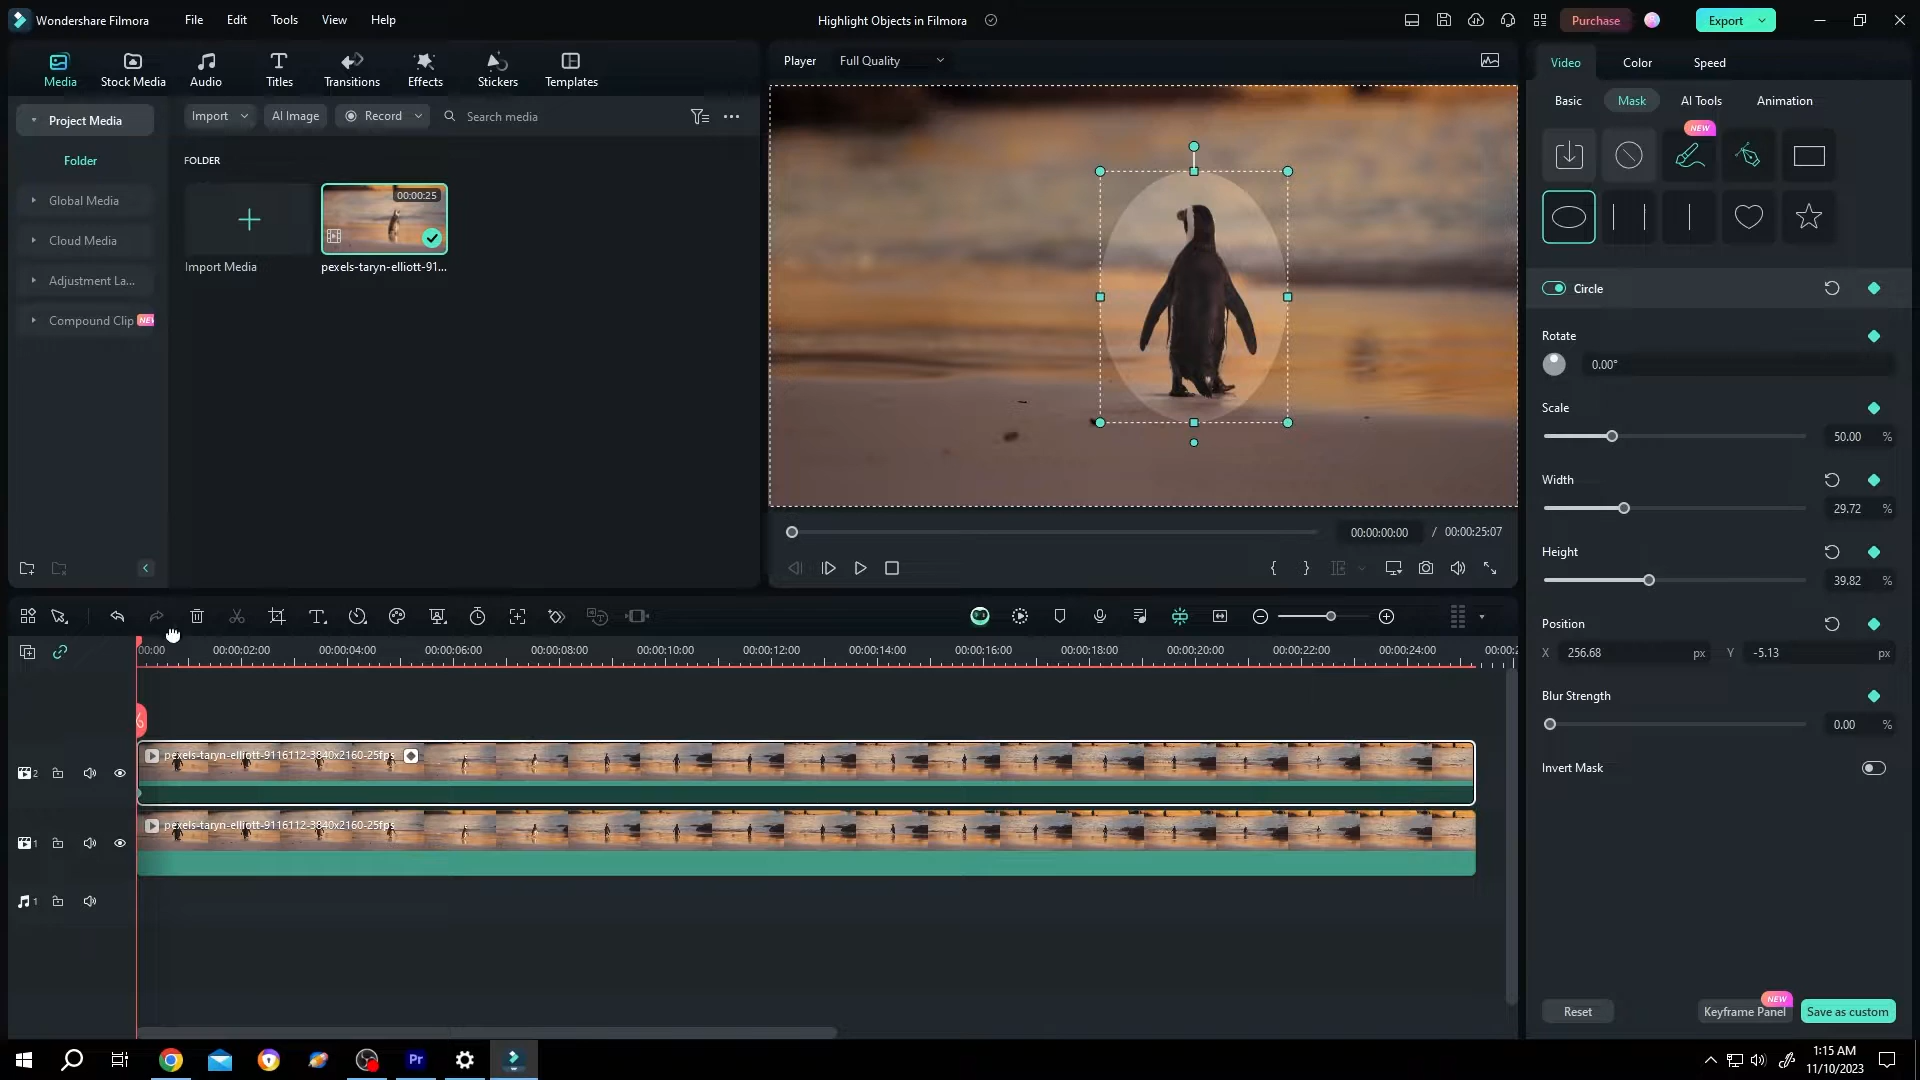 Wondershare Filmora File Edit Tools View Help Highlight Objects in Filmora Purchase Export
Media Stock Media Audio Titles Transitions Effects Stickers Templates
Player Full Quality
Video Color Speed
Basic Mask AI Tools Animation
Project Media
Import AI Image Record Search media
NEW
Folder
FOLDER
Global Media
00:00:25
Cloud Media
Import Media pexels-taryn-elliott-91...
Adjustment La...
Compound Clip NEW
Circle
Rotate
0.00°
Scale
50.00 %
Width
29.72 %
Height
39.82 %
Position
X 256.68 px Y -5.13 px
Blur Strength
0.00 %
Invert Mask
00:00:00:00 / 00:00:25:07
{ }
00:00 00:00:02:00 00:00:04:00 00:00:06:00 00:00:08:00 00:00:10:00 00:00:12:00 00:00:14:00 00:00:16:00 00:00:18:00 00:00:20:00 00:00:22:00 00:00:24:00 00:00:2
pexels-taryn-elliott-9116112-3840x2160-25fps
2
pexels-taryn-elliott-9116112-3840x2160-25fps
1
1
NEW
Reset Keyframe Panel Save as custom
Pr
1:15 AM
11/10/2023